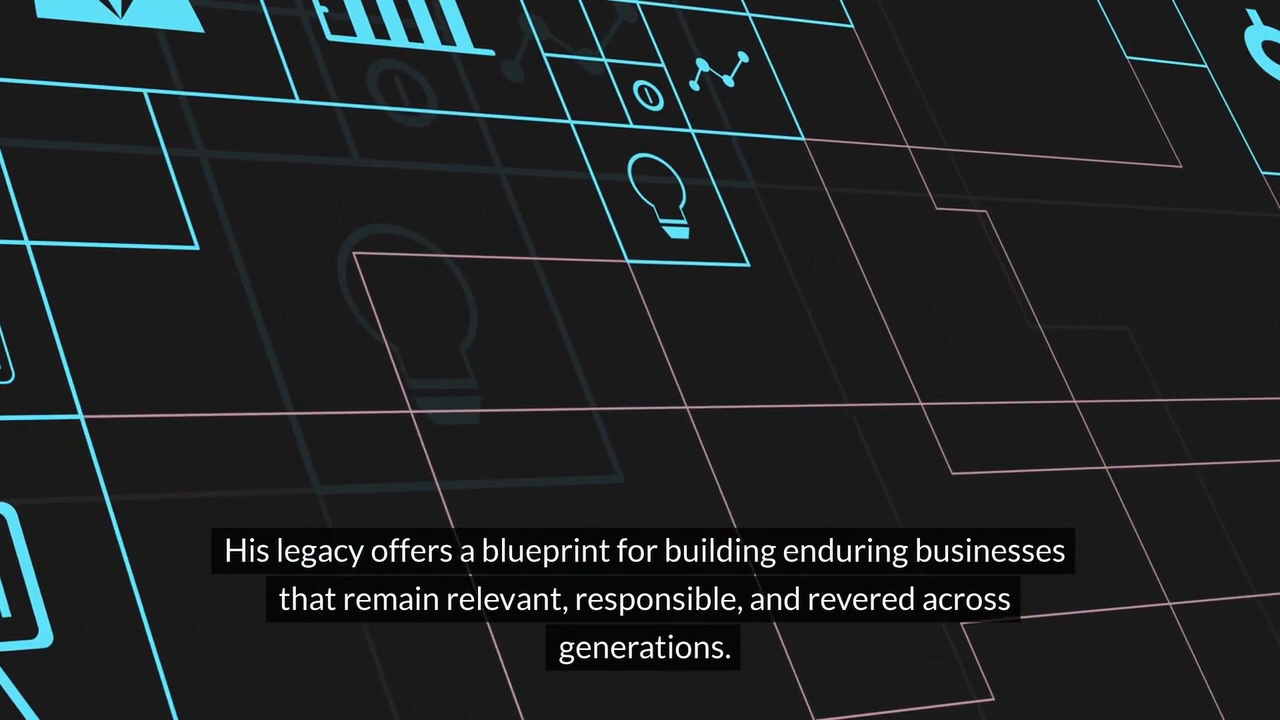 His legacy offers a blueprint for building enduring businesses
that remain relevant, responsible, and revered across
generations.